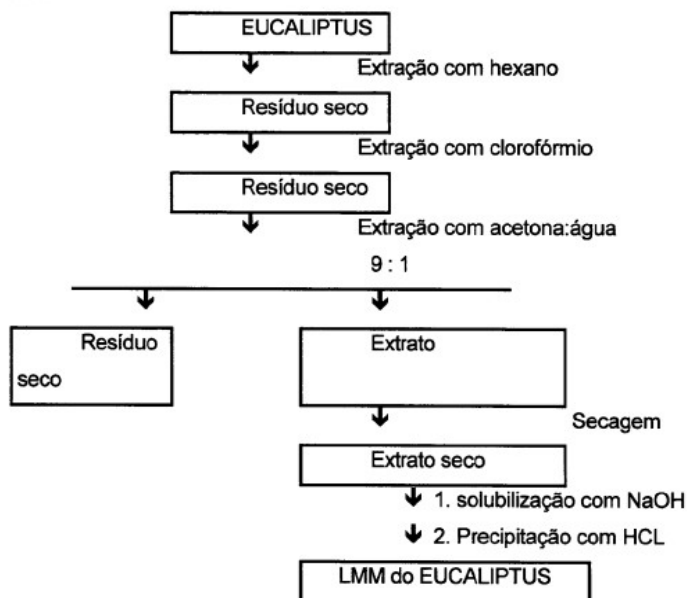 EUCALIPTUS
Extração com hexano
Resíduo seco
Extração com clorofórmio
Resíduo seco
Extração com acetona:água
9 : 1
Resíduo
seco
Extrato
Secagem
Extrato seco
1. solubilização com NaOH
2. Precipitação com HCL
LMM do EUCALIPTUS